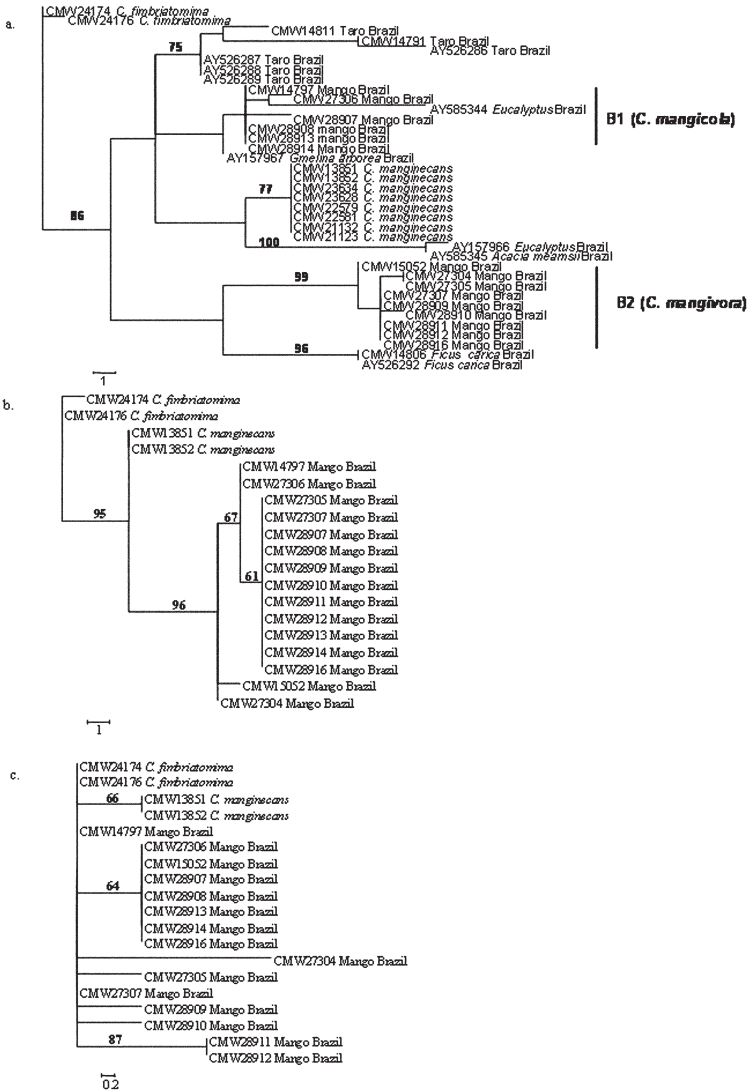 a.
CMW24174 C. fimbriatomima
CMW24176 C. fimbriatomima
CMW14811 Taro Brazil
75
CMW14791 Taro Brazil
AY526286 Taro Brazil
AY526287 Taro Brazil
AY526288 Taro Brazil
AY526289 Taro Brazil
CMW14797 Mango Brazil
CMW27306 Mango Brazil
AY585344 Eucalyptus Brazil
B1 (C. mangicola)
CMW28907 Mango Brazil
CMW28908 mango Brazil
CMW28913 mango Brazil
CMW28914 Mango Brazil
AY157967 Gmelina arborea Brazil
CMW13851 C. manginecans
CMW13852 C. manginecans
77
CMW23634 C. manginecans
CMW23628 C. manginecans
CMW22579 C. manginecans
86
CMW22581 C. manginecans
CMW21132 C. manginecans
CMW21123 C. manginecans
100
AY157966 Eucalyptus Brazil
AY585345 Acacia mearnsii Brazil
CMW15052 Mango Brazil
99
CMW27304 Mango Brazil
CMW27305 Mango Brazil
CMW27307 Mango Brazil
B2 (C. mangivora)
CMW28909 Mango Brazil
CMW28910 Mango Brazil
CMW28911 Mango Brazil
CMW28912 Mango Brazil
CMW28916 Mango Brazil
96
CMW14806 Ficus carica Brazil
AY526292 Ficus carica Brazil
1
b.
CMW24174 C. fimbriatomima
CMW24176 C. fimbriatomima
CMW13851 C. manginecans
CMW13852 C. manginecans
CMW14797 Mango Brazil
CMW27306 Mango Brazil
CMW27305 Mango Brazil
95
67
CMW27307 Mango Brazil
CMW28907 Mango Brazil
CMW28908 Mango Brazil
CMW28909 Mango Brazil
61
CMW28910 Mango Brazil
96
CMW28911 Mango Brazil
CMW28912 Mango Brazil
CMW28913 Mango Brazil
CMW28914 Mango Brazil
CMW28916 Mango Brazil
CMW15052 Mango Brazil
CMW27304 Mango Brazil
1
c.
CMW24174 C. fimbriatomima
CMW24176 C. fimbriatomima
66
CMW13851 C. manginecans
CMW13852 C. manginecans
CMW14797 Mango Brazil
CMW27306 Mango Brazil
CMW15052 Mango Brazil
CMW28907 Mango Brazil
64
CMW28908 Mango Brazil
CMW28913 Mango Brazil
CMW28914 Mango Brazil
CMW28916 Mango Brazil
CMW27304 Mango Brazil
CMW27305 Mango Brazil
CMW27307 Mango Brazil
CMW28909 Mango Brazil
CMW28910 Mango Brazil
87
CMW28911 Mango Brazil
CMW28912 Mango Brazil
0.2